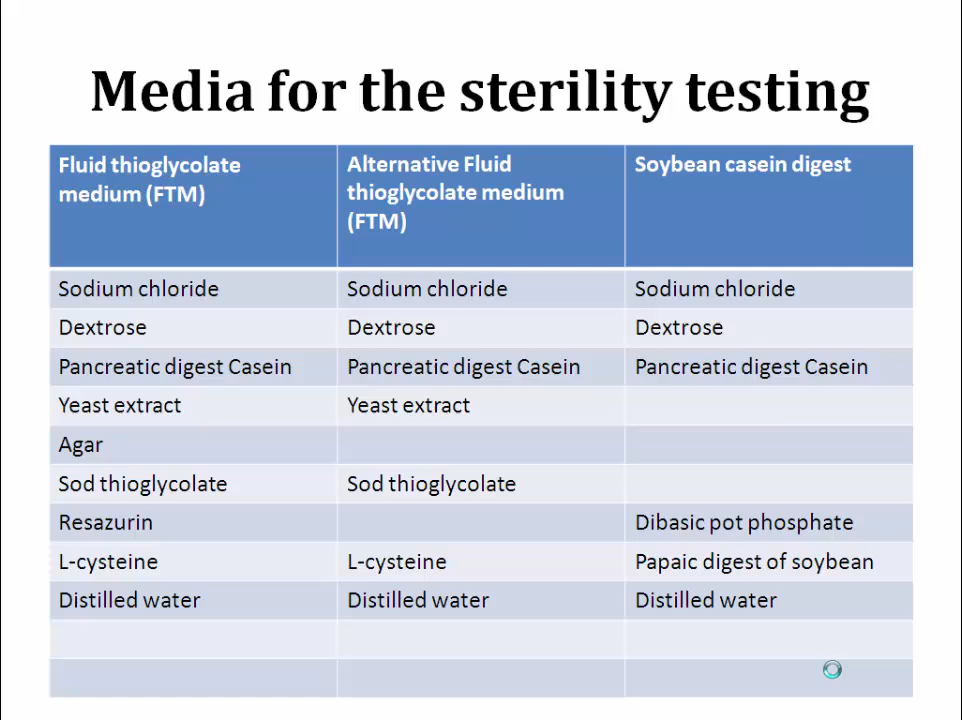 Media for the sterility testing
Fluid thioglycolate
medium (FTM)
Alternative Fluid
thioglycolate medium
(FTM)
Soybean casein digest
Sodium chloride
Sodium chloride
Sodium chloride
Dextrose
Dextrose
Dextrose
Pancreatic digest Casein
Pancreatic digest Casein
Pancreatic digest Casein
Yeast extract
Yeast extract
Agar
Sod thioglycolate
Sod thioglycolate
Resazurin
Dibasic pot phosphate
L-cysteine
L-cysteine
Papaic digest of soybean
Distilled water
Distilled water
Distilled water